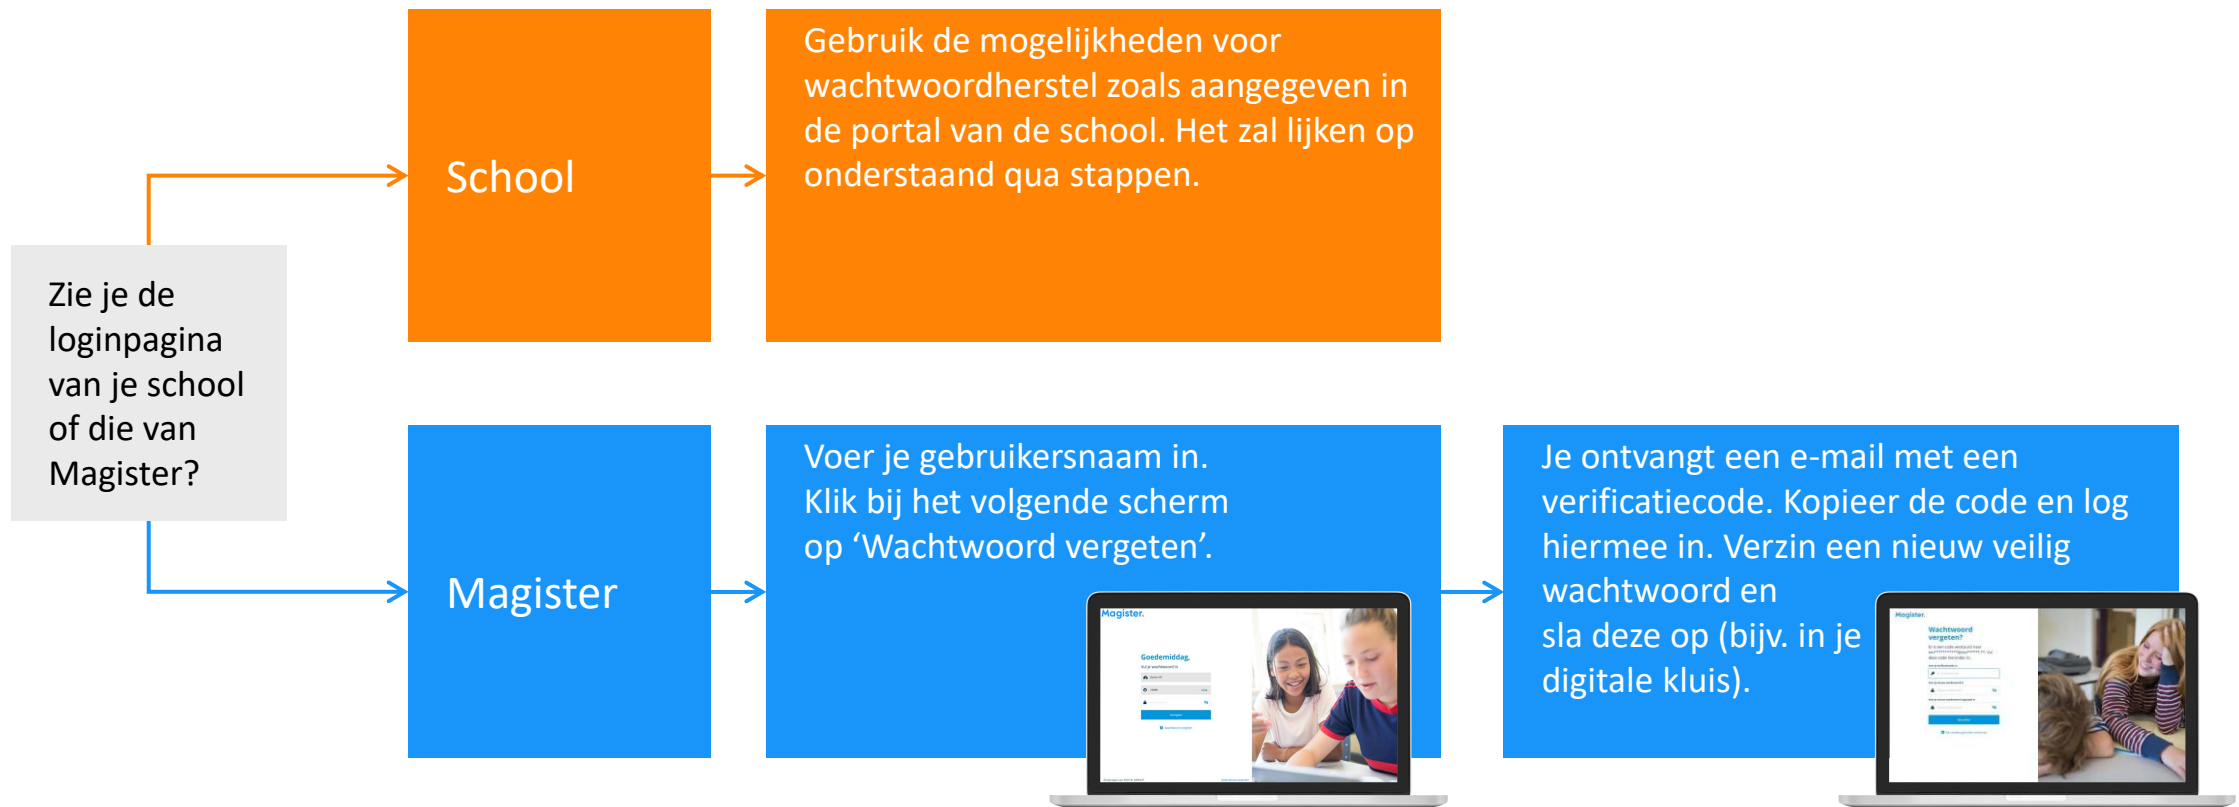 Gebruik de mogelijkheden voor
wachtwoordherstel zoals aangegeven in
de portal van de school. Het zal lijken op
onderstaand qua stappen.
School
Zie je de
loginpagina
van je school
of die van
Magister?
Magister
Voer je gebruikersnaam in.
Klik bij het volgende scherm
op ‘Wachtwoord vergeten’.
Magister.
Goedemiddag,
Vul je wachtwoord in
Je ontvangt een e-mail met een
verificatiecode. Kopieer de code en log
hiermee in. Verzin een nieuw veilig
wachtwoord en
sla deze op (bijv. in je
digitale kluis).
Magister.
Wachtwoord
vergeten?